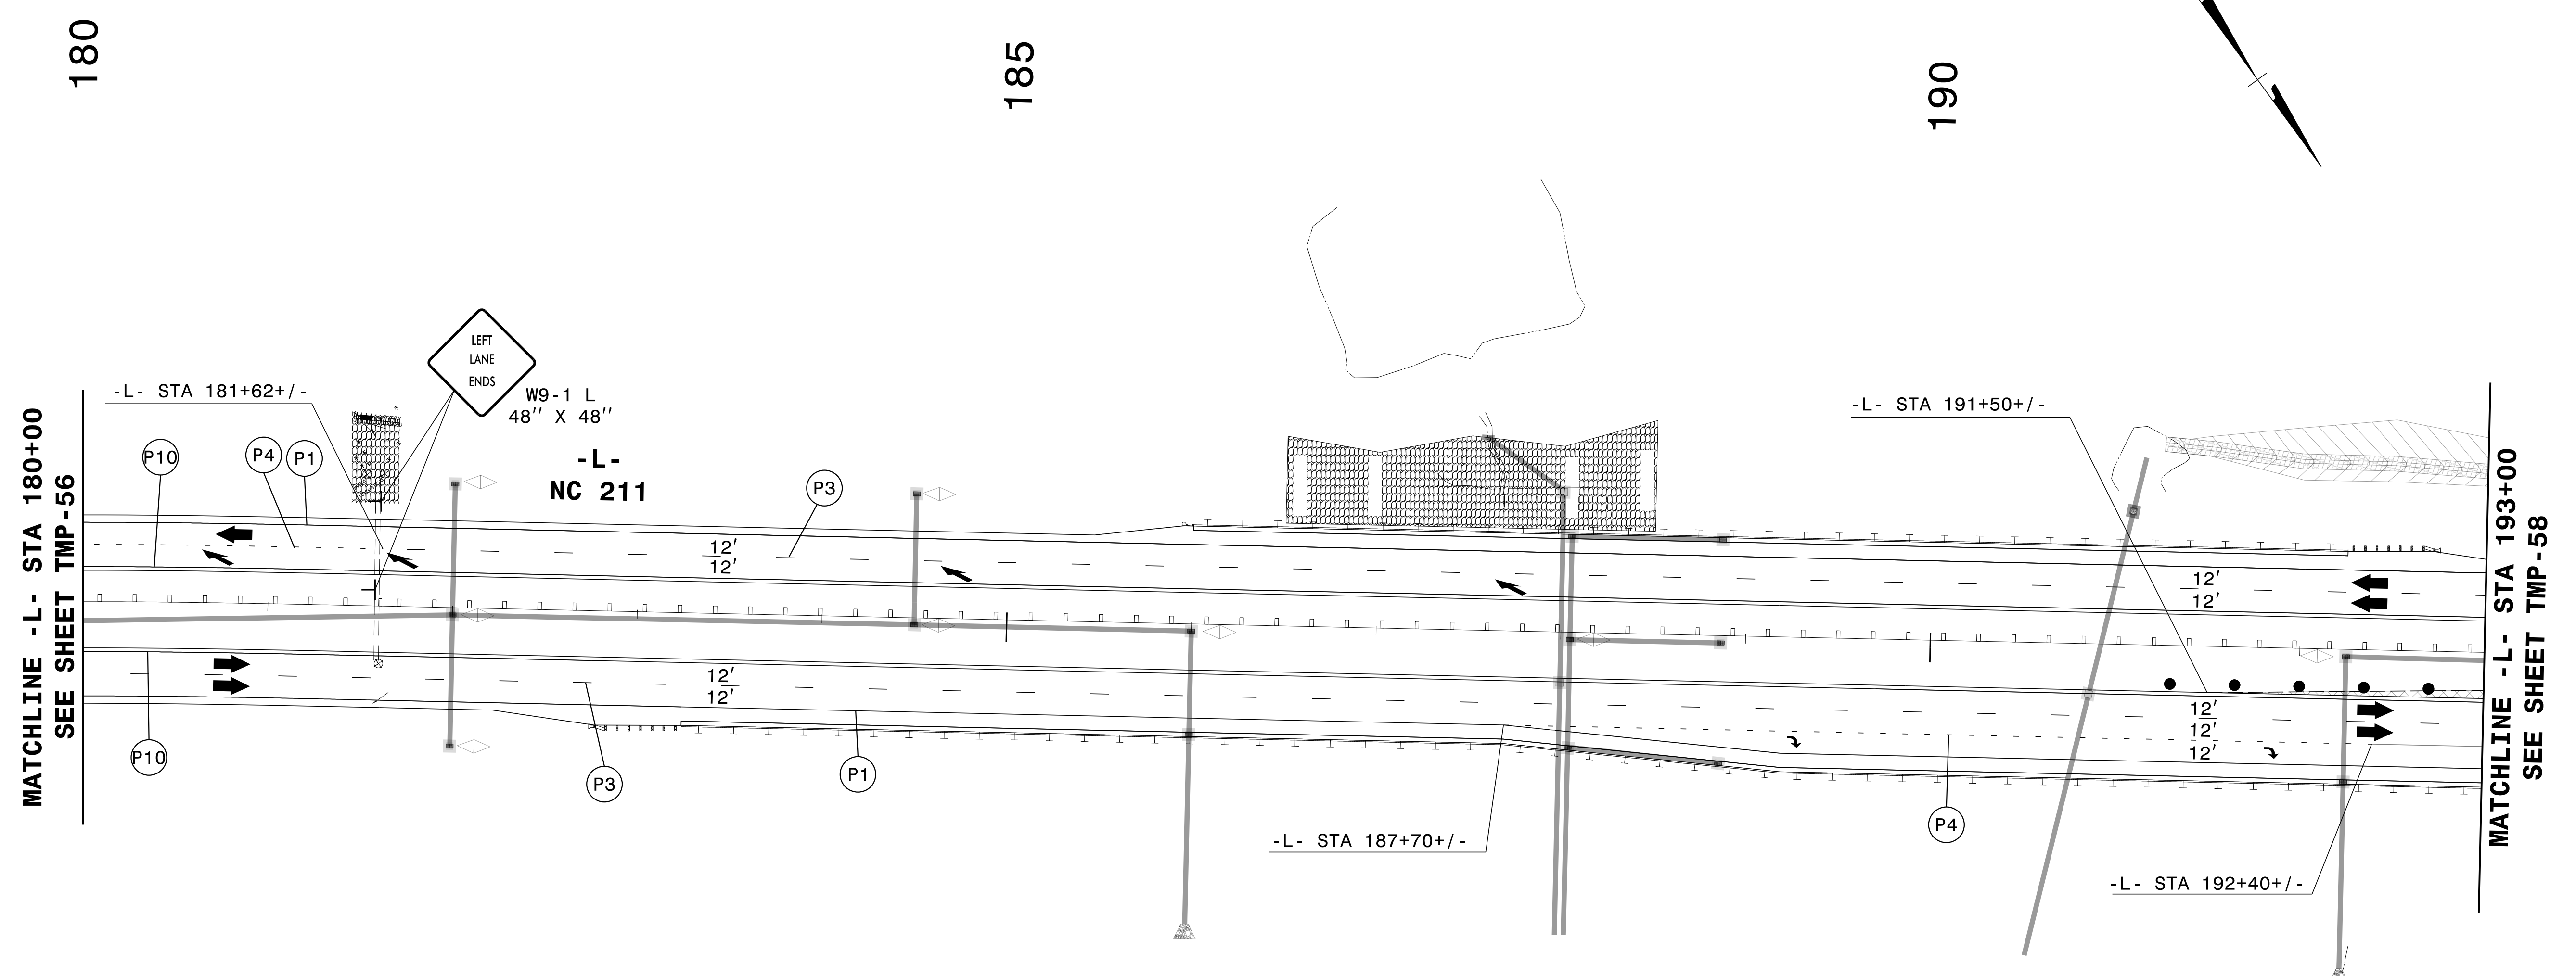 180
185
190
MATCHLINE -L- STA 180+00
SEE SHEET TMP-56
-L- STA 181+62+/-
LEFT
LANE
ENDS
W9-1 L
48'' X 48''
-L-
NC 211
P10
P4
P1
P3
12'
12'
12'
12'
P10
P3
P1
-L- STA 187+70+/-
-L- STA 191+50+/-
12'
12'
12'
12'
12'
P4
-L- STA 192+40+/-
MATCHLINE -L- STA 193+00
SEE SHEET TMP-58